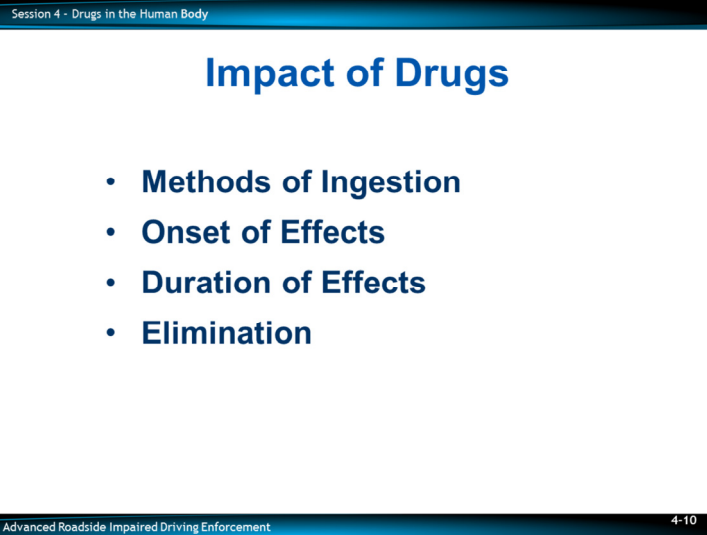 Session 4 - Drugs in the Human Body
Impact of Drugs
• Methods of Ingestion
• Onset of Effects
• Duration of Effects
• Elimination
4-10
Advanced Roadside Impaired Driving Enforcement